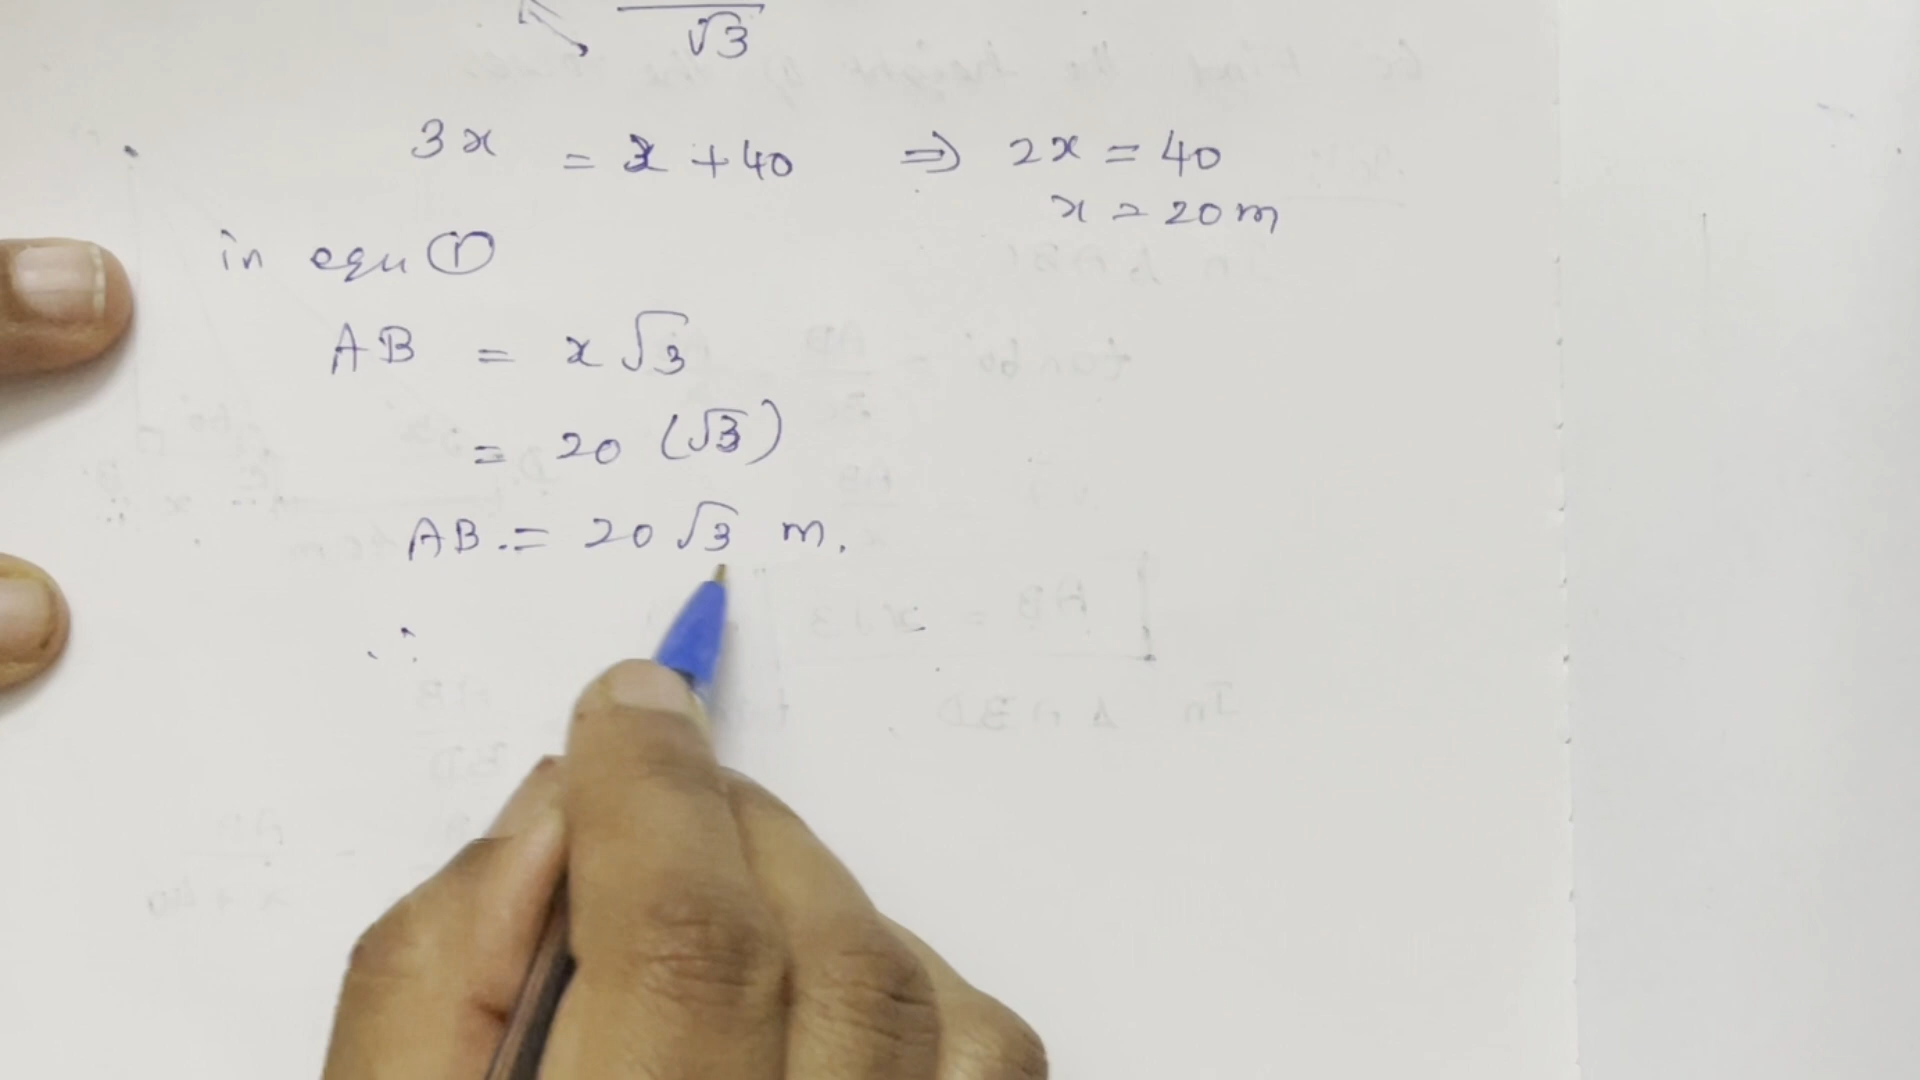 √3
3x = x + 40 ⇒ 2x = 40
x = 20m
in equ ①
AB = x√3
= 20 (√3)
AB = 20√3 m.
∴